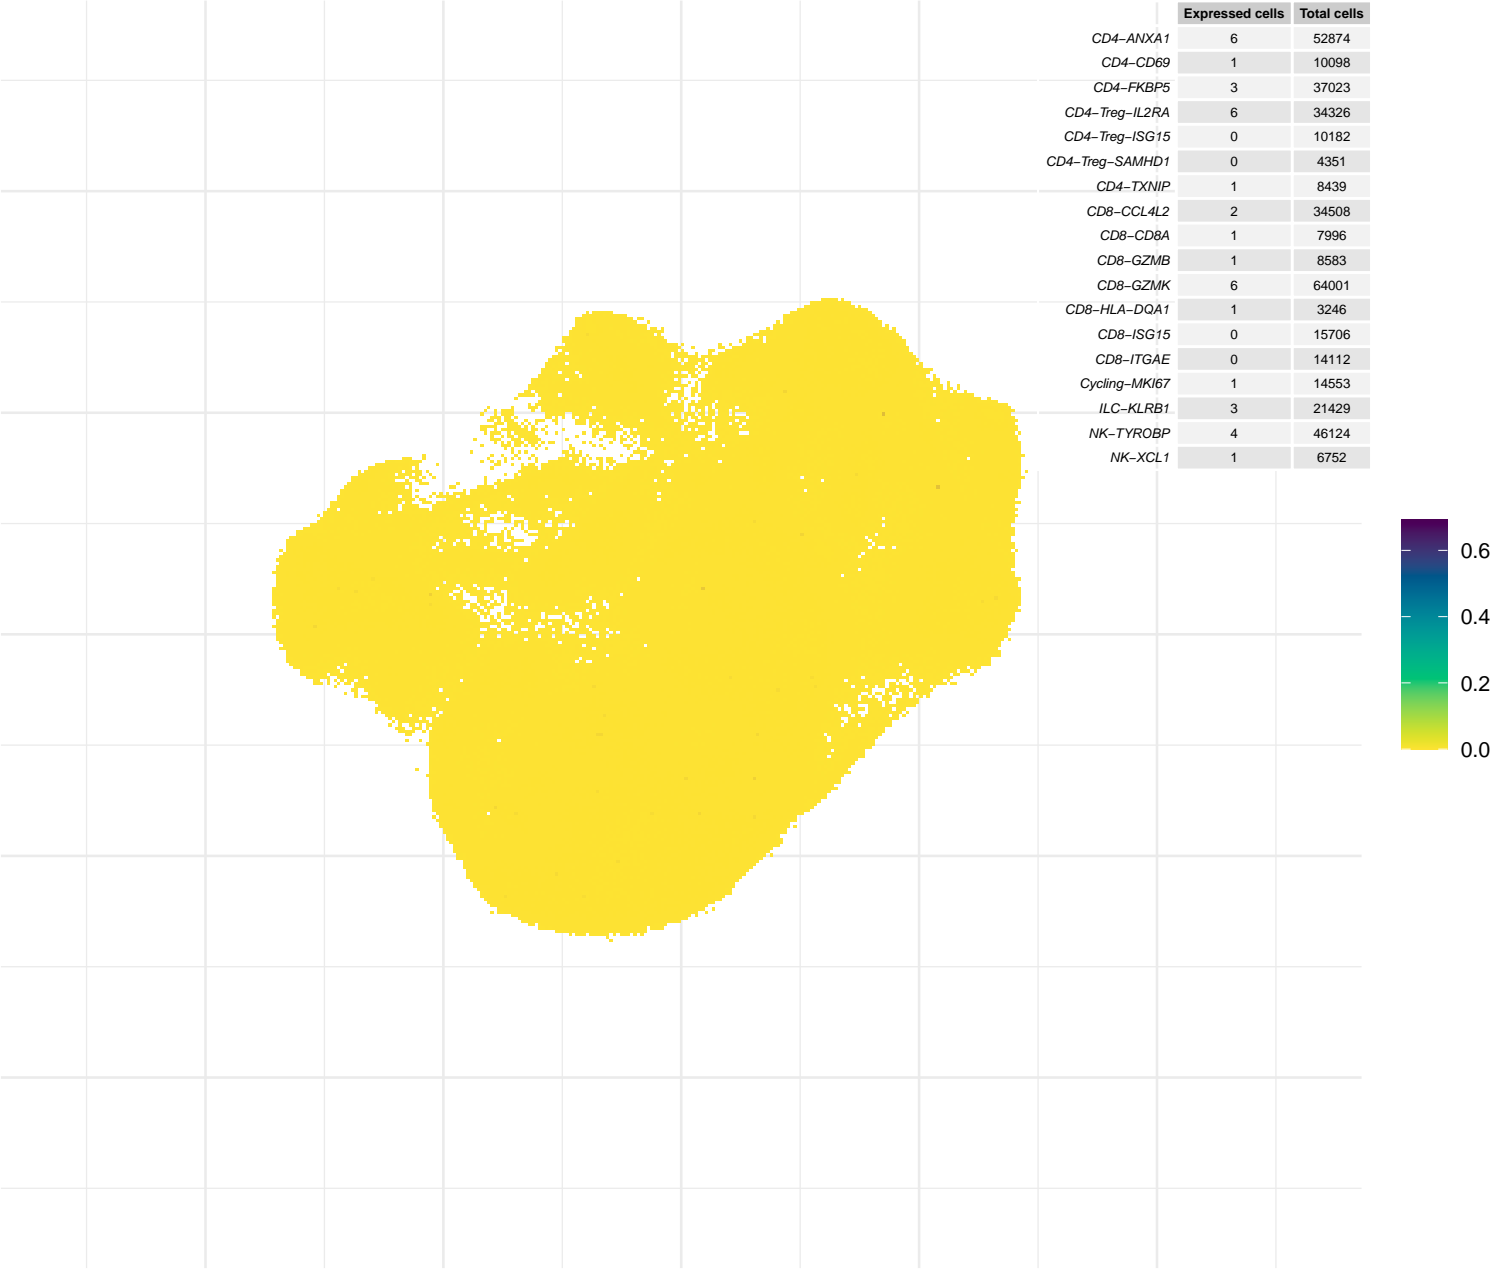 Expressed cells Total cells
CD4−ANXA1 6 52874
CD4−CD69 1 10098
CD4−FKBP5 3 37023
CD4−Treg−IL2RA 6 34326
CD4−Treg−ISG15 0 10182
CD4−Treg−SAMHD1 0 4351
CD4−TXNIP 1 8439
CD8−CCL4L2 2 34508
CD8−CD8A 1 7996
CD8−GZMB 1 8583
CD8−GZMK 6 64001
CD8−HLA−DQA1 1 3246
CD8−ISG15 0 15706
CD8−ITGAE 0 14112
Cycling−MKI67 1 14553
ILC−KLRB1 3 21429
NK−TYROBP 4 46124
NK−XCL1 1 6752
0.6
0.4
0.2
0.0